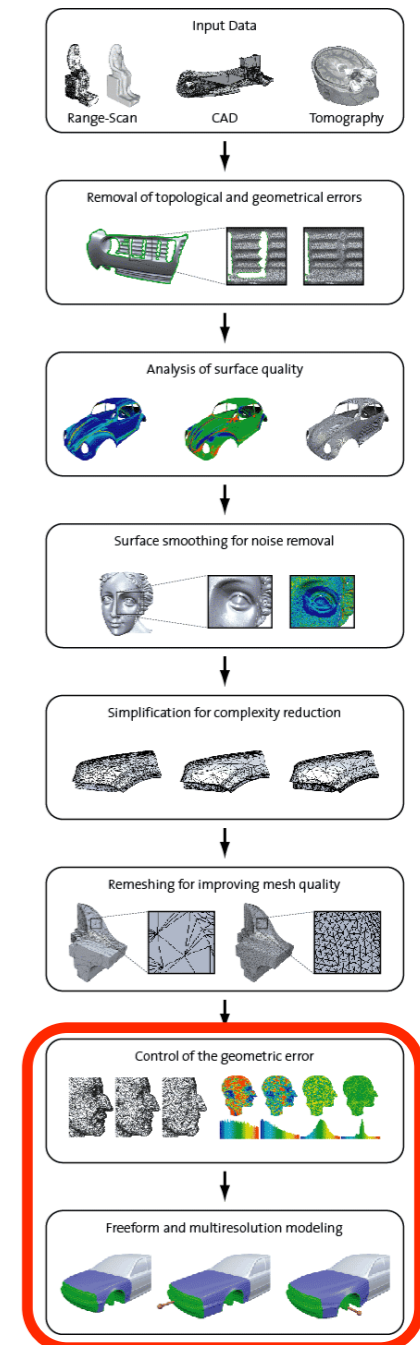 Input Data
Range-Scan CAD Tomography
Removal of topological and geometrical errors
Analysis of surface quality
Surface smoothing for noise removal
Simplification for complexity reduction
Remeshing for improving mesh quality
Control of the geometric error
Freeform and multiresolution modeling